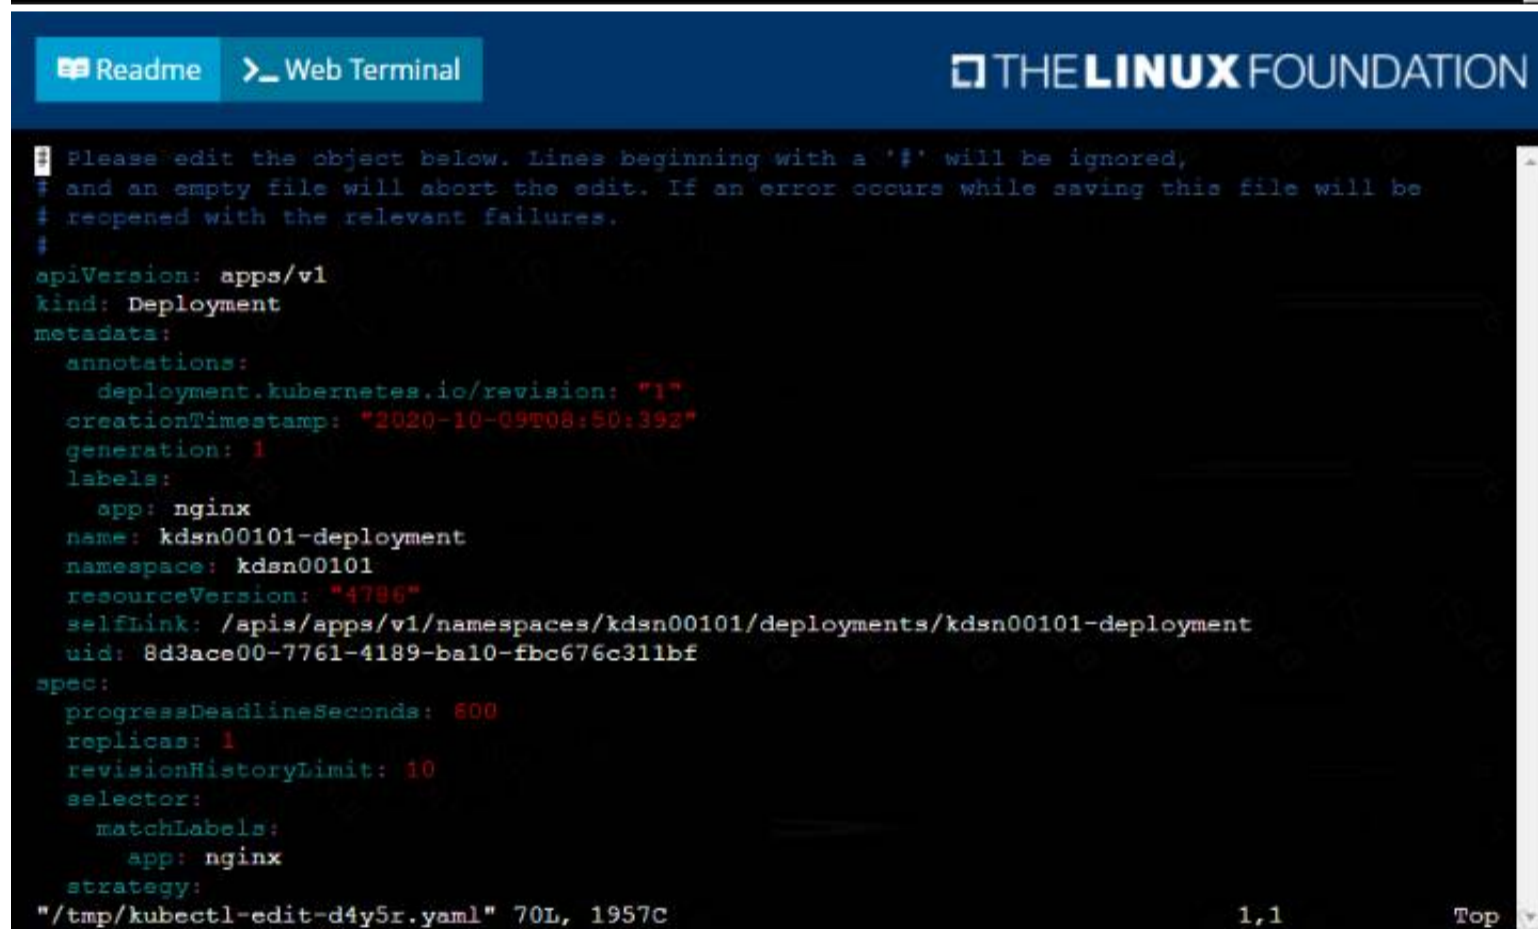 Readme >_ Web Terminal THE LINUX FOUNDATION
# Please edit the object below. Lines beginning with a '#' will be ignored,
# and an empty file will abort the edit. If an error occurs while saving this file will be
# reopened with the relevant failures.
#
apiVersion: apps/v1
kind: Deployment
metadata:
  annotations:
    deployment.kubernetes.io/revision: "1"
  creationTimestamp: "2020-10-09T08:50:39Z"
  generation: 1
  labels:
    app: nginx
  name: kdsn00101-deployment
  namespace: kdsn00101
  resourceVersion: "4786"
  selfLink: /apis/apps/v1/namespaces/kdsn00101/deployments/kdsn00101-deployment
  uid: 8d3ace00-7761-4189-ba10-fbc676c311bf
spec:
  progressDeadlineSeconds: 600
  replicas: 1
  revisionHistoryLimit: 10
  selector:
    matchLabels:
      app: nginx
  strategy:
"/tmp/kubectl-edit-d4y5r.yaml" 70L, 1957C 1,1 Top